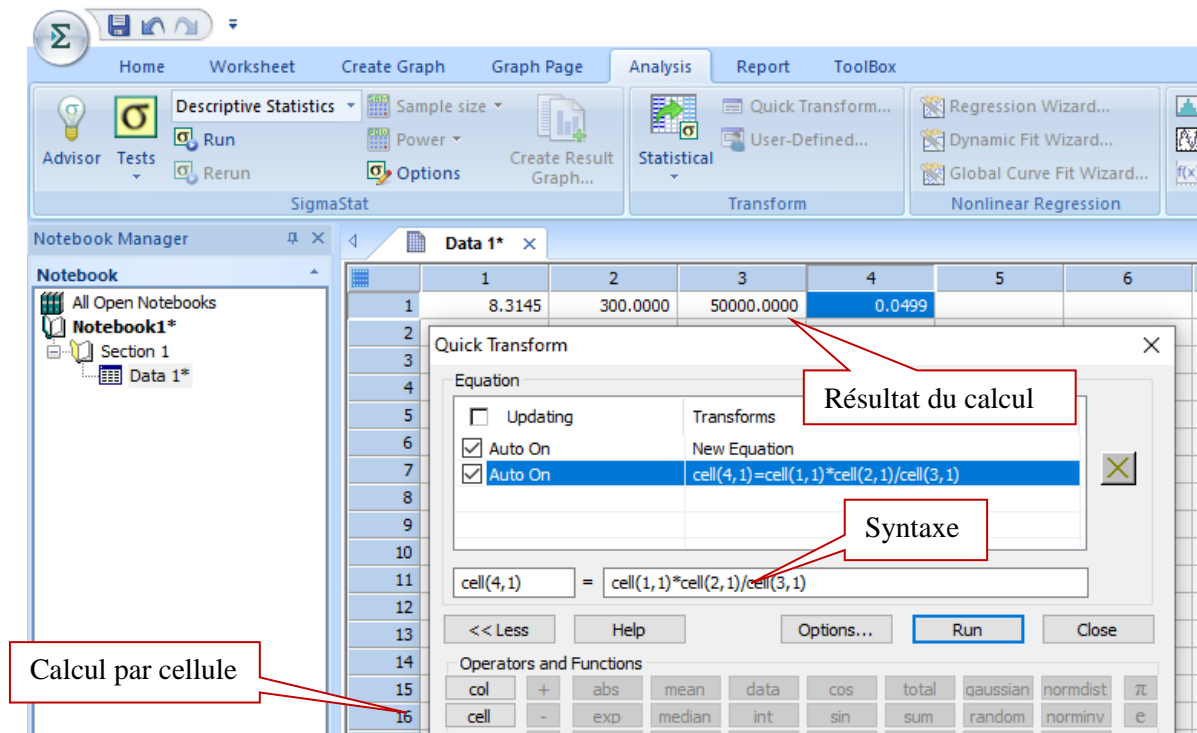 Σ
Home Worksheet Create Graph Graph Page Analysis Report ToolBox
Advisor
σ Tests
Descriptive Statistics
Run
Rerun
Sample size
Power
Options
Create Result
Graph...
SigmaStat
Statistical
Quick Transform...
User-Defined...
Transform
Regression Wizard...
Dynamic Fit Wizard...
Global Curve Fit Wizard...
Nonlinear Regression
Notebook Manager
Notebook
All Open Notebooks
Notebook1*
Section 1
Data 1*
Data 1*
1 2 3 4 5 6
1 8.3145 300.0000 50000.0000 0.0499
2
3
4
5
6
7
8
9
10
11
12
13
14
15
16
Quick Transform
Equation
Updating Transforms
Auto On New Equation
Auto On cell(4,1)=cell(1,1)*cell(2,1)/cell(3,1)
cell(4,1) = cell(1,1)*cell(2,1)/cell(3,1)
<< Less Help Options... Run Close
Operators and Functions
col + abs mean data cos total gaussian normdist π
cell - exp median int sin sum random norminv e
Résultat du calcul
Syntaxe
Calcul par cellule